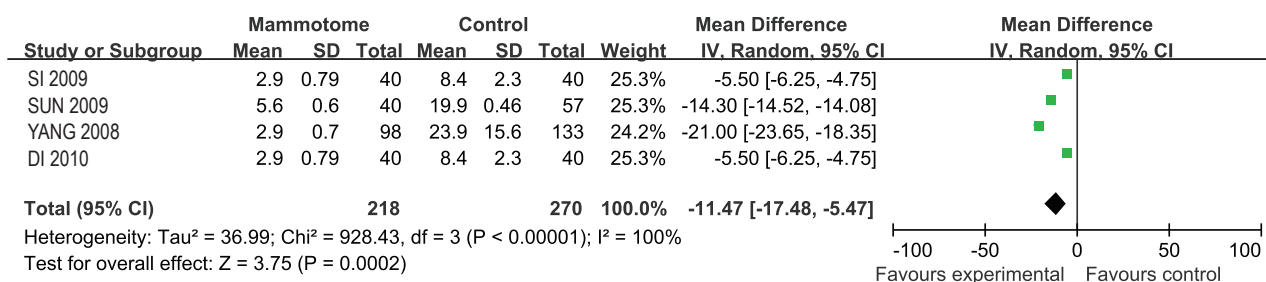 Mammotome Control Mean Difference Mean Difference
Study or Subgroup Mean SD Total Mean SD Total Weight IV, Random, 95% CI IV, Random, 95% CI
SI 2009 2.9 0.79 40 8.4 2.3 40 25.3% -5.50 [-6.25, -4.75]
SUN 2009 5.6 0.6 40 19.9 0.46 57 25.3% -14.30 [-14.52, -14.08]
YANG 2008 2.9 0.7 98 23.9 15.6 133 24.2% -21.00 [-23.65, -18.35]
DI 2010 2.9 0.79 40 8.4 2.3 40 25.3% -5.50 [-6.25, -4.75]
Total (95% CI) 218 270 100.0% -11.47 [-17.48, -5.47]
Heterogeneity: Tau² = 36.99; Chi² = 928.43, df = 3 (P < 0.00001); I² = 100%
Test for overall effect: Z = 3.75 (P = 0.0002)
-100 -50 0 50 100
Favours experimental Favours control